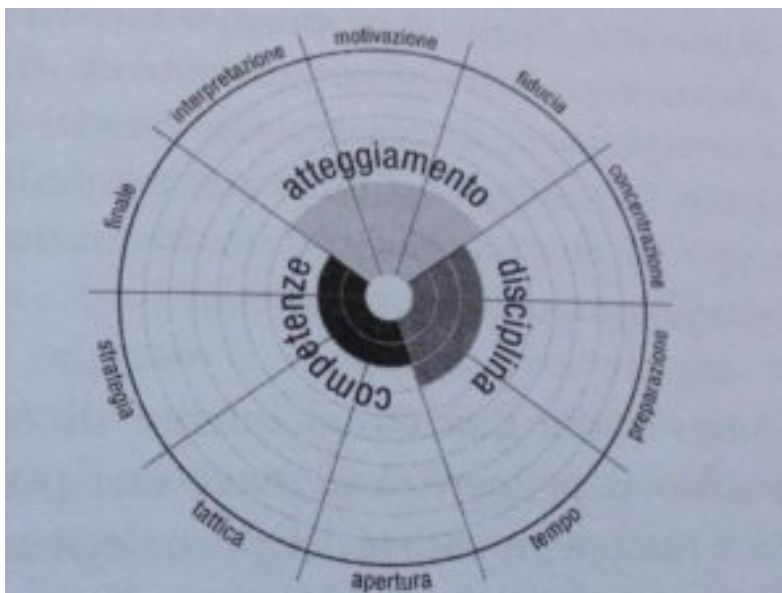 motivazione
fiducia
concentrazione
preparazione
tempo
apertura
tattica
strategia
finale
interpretazione
atteggiamento
disciplina
competenze